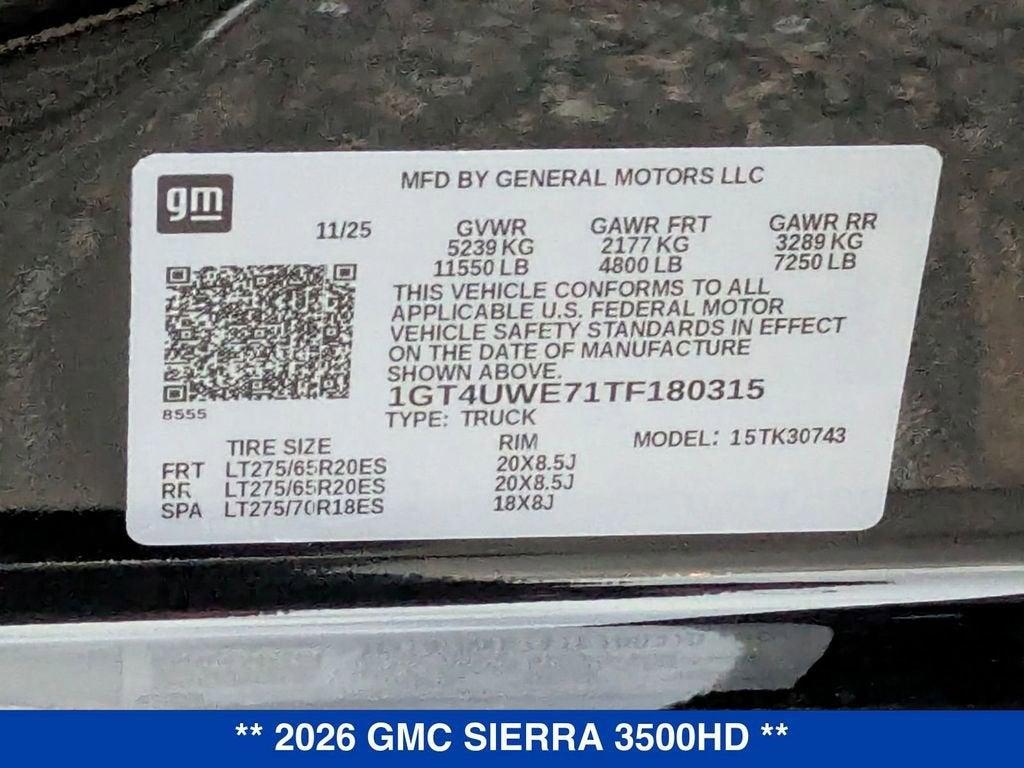 gm
MFD BY GENERAL MOTORS LLC
11/25
GVWR GAWR FRT GAWR RR
5239 KG 2177 KG 3289 KG
11550 LB 4800 LB 7250 LB
THIS VEHICLE CONFORMS TO ALL
APPLICABLE U.S. FEDERAL MOTOR
VEHICLE SAFETY STANDARDS IN EFFECT
ON THE DATE OF MANUFACTURE
SHOWN ABOVE.
8555
1GT4UWE71TF180315
TYPE: TRUCK
TIRE SIZE RIM MODEL: 15TK30743
FRT LT275/65R20ES 20X8.5J
RR LT275/65R20ES 20X8.5J
SPA LT275/70R18ES 18X8J
** 2026 GMC SIERRA 3500HD **